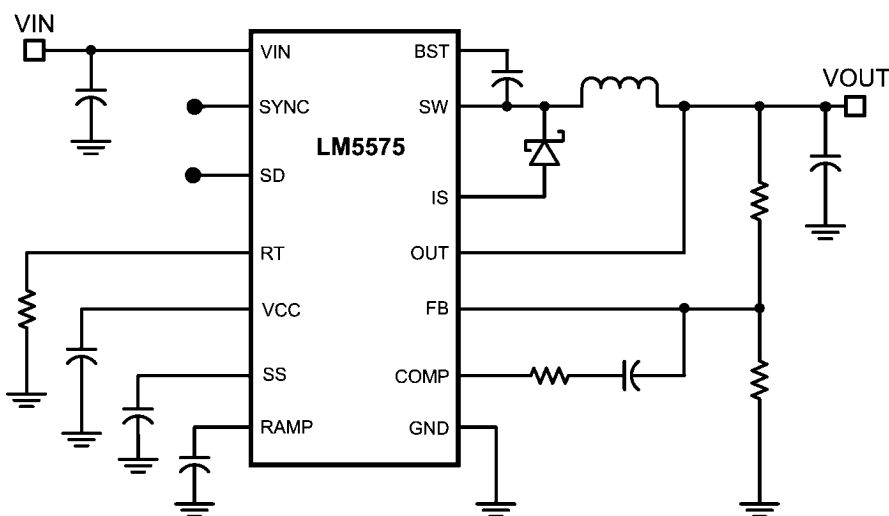 VIN
VOUT
LM5575
VIN
SYNC
SD
RT
VCC
SS
RAMP
BST
SW
IS
OUT
FB
COMP
GND